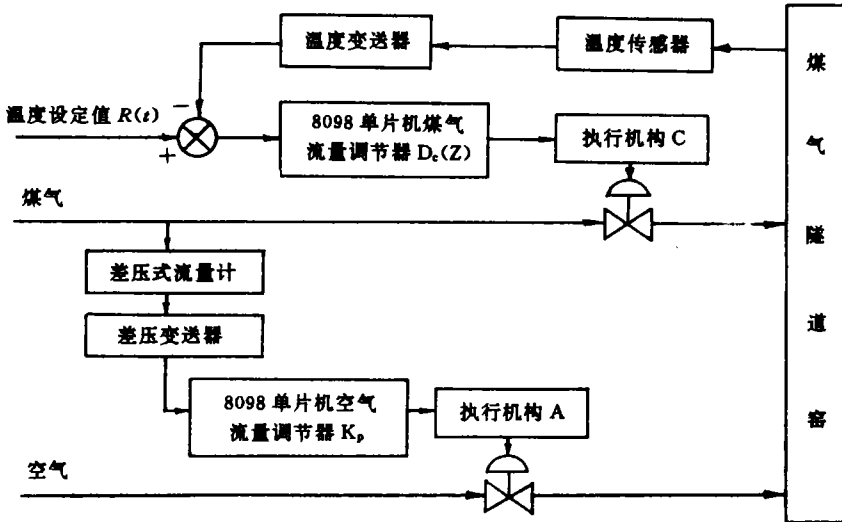 温度变送器
温度传感器
温度设定值 R(t)
−
+
8098 单片机煤气
流量调节器 D_c(Z)
执行机构 C
煤气
差压式流量计
差压变送器
8098 单片机空气
流量调节器 K_p
执行机构 A
空气
煤
气
隧
道
窑